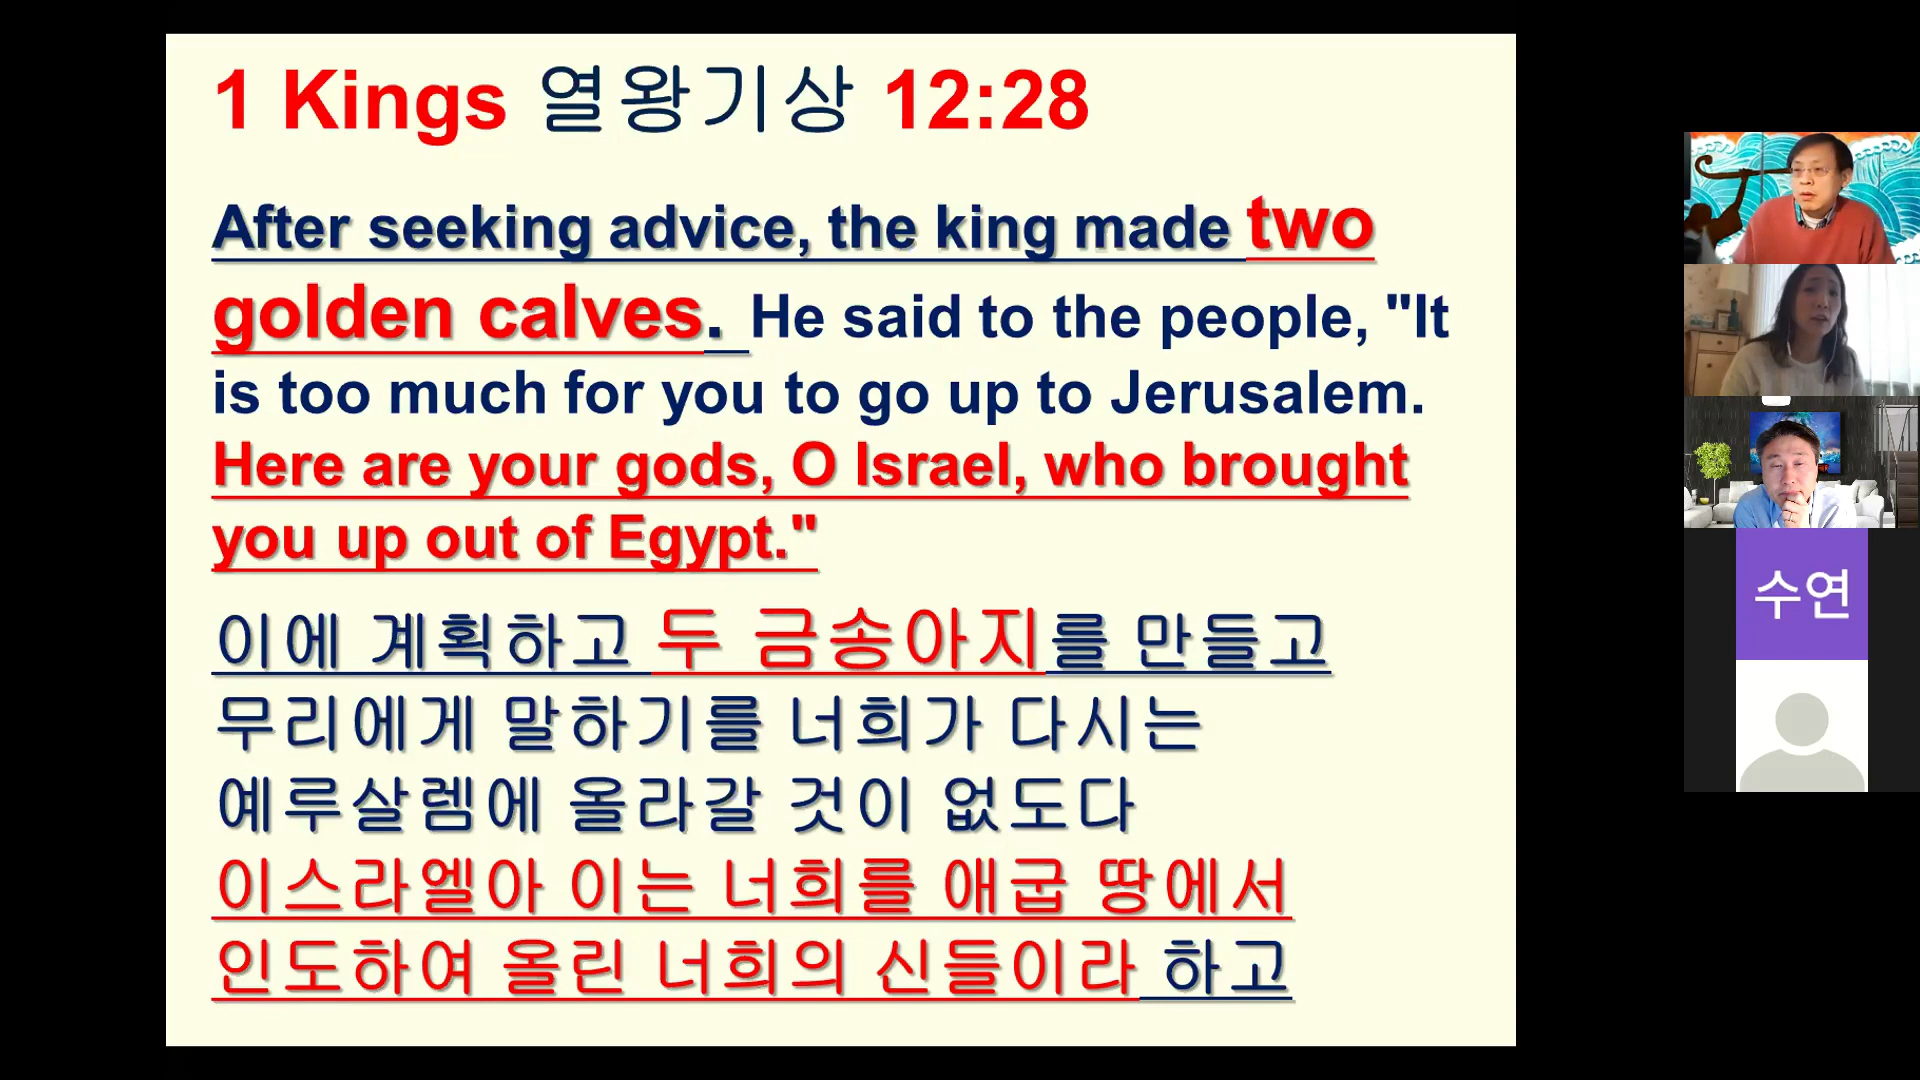 1 Kings 열왕기상 12:28
After seeking advice, the king made two
golden calves. He said to the people, "It
is too much for you to go up to Jerusalem.
Here are your gods, O Israel, who brought
you up out of Egypt."
이에 계획하고 두 금송아지를 만들고
무리에게 말하기를 너희가 다시는
예루살렘에 올라갈 것이 없도다
이스라엘아 이는 너희를 애굽 땅에서
인도하여 올린 너희의 신들이라 하고
수연